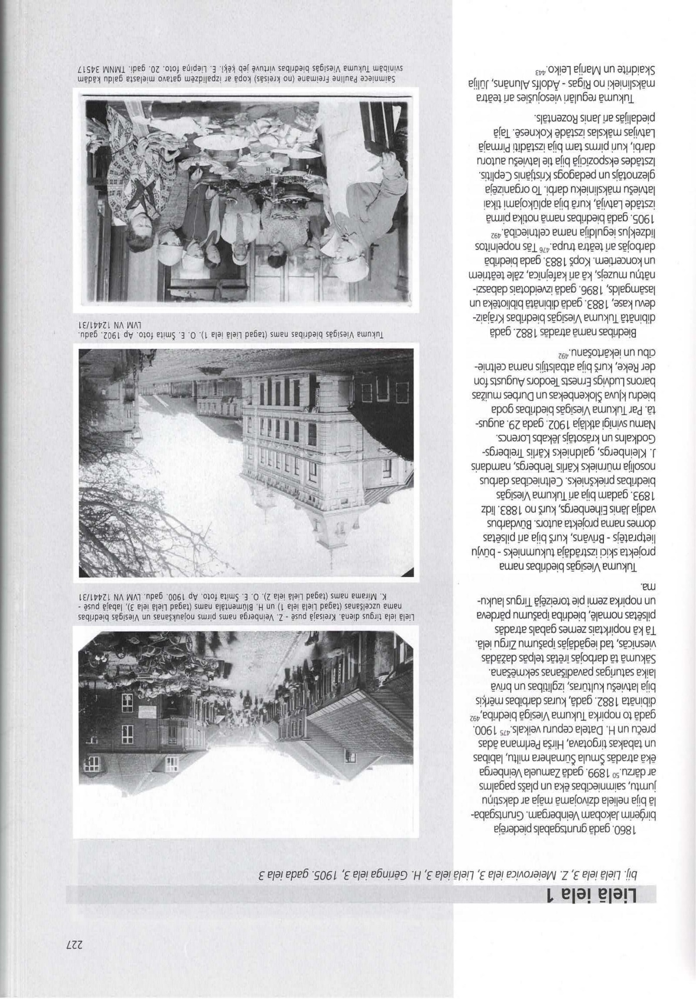 227
Lielā iela 1
bij. Lielā iela 3, Z. Meierovica iela 3, Lielā iela 3, H. Gēringa iela 3, 1905. gada iela 3
1860. gadā gruntsgabals piederēja
birģerim Jakobam Veinbergam. Gruntsgaba-
lā bija neliela dzīvojamā māja ar dakstiņu
jumtu, saimniecības ēka un plašs pagalms
ar dārzu.50 1899. gadā Zamuela Veinberga
ēkā atradās Šmula Šūmahera miltu, labības
un tabakas tirgotava, Hirša Perlmana ādas
preču un H. Dateļa cepuru veikals.475 1900.
gadā to nopirka Tukuma Viesīgā biedrība,492
dibināta 1882. gadā, kuras darbības mērķis
bija latviešu kultūras, izglītības un brīvā
laika saturīgas pavadīšanas sekmēšana.
Sākumā tā darbojās īrētās telpās dažādās
viesnīcās, tad iegādājās īpašumu Zirgu ielā.
Tā kā nopirktais zemes gabals atradās
pilsētas nomalē, biedrība īpašumu pārdeva
un nopirka zemi pie toreizējā Tirgus lauku-
ma.
Tukuma Viesīgās biedrības nama
projekta skici izstrādāja tukumnieks - būvju
lietpratējs - Brīvāns, kurš bija arī pilsētas
domes nama projekta autors. Būvdarbus
vadīja Jānis Eihenbergs, kurš no 1883. līdz
1893. gadam bija arī Tukuma Viesīgās
biedrības priekšnieks. Celtniecības darbus
nosolīja mūrnieks Kārlis Tenbergs, namdaris
J. Kleinbergs, galdnieks Kārlis Treibergs-
Godkalns un krāsotājs Jēkabs Lorencs.
Namu svinīgi atklāja 1902. gada 29. augus-
tā. Par Tukuma Viesīgās biedrības goda
biedru kļuva Šlokenbekas un Durbes muižas
barons Ludvigs Ernests Teodors Augusts fon
der Reke, kurš bija atbalstījis nama celtnie-
cību un iekārtošanu.492
Biedrības namā atradās 1882. gadā
dibinātā Tukuma Viesīgās biedrības Krājaiz-
devu kase, 1883. gadā dibinātā bibliotēka un
lasāmgalds, 1896. gadā izveidotais dabaszi-
nātņu muzejs, kā arī kafejnīca, zāle teātriem
un koncertiem. Kopš 1883. gada biedrībā
darbojās arī teātra trupa.476 Tās nopelnītos
līdzekļus ieguldīja nama celtniecībā.492
1905. gadā biedrības namā notika pirmā
izstāde Latvijā, kurā bija aplūkojami tikai
latviešu mākslinieku darbi. To organizēja
gleznotājs un pedagogs Kristjānis Ceplītis.
Izstādes ekspozīcijā bija tie latviešu autoru
darbi, kuri pirms tam bija izstādīti Pirmajā
Latvijas mākslas izstādē Koknesē. Tajā
piedalījās arī Janis Rozentāls.
Tukumā regulāri viesojušies arī teātra
mākslinieki no Rīgas - Ādolfs Alunāns, Jūlija
Skaidrīte un Marija Leiko.443
Lielā iela tirgus dienā. Kreisajā pusē - Z. Veinberga nams pirms nojaukšanas un Viesīgās biedrības
nama uzcelšanas (tagad Lielā iela 1) un H. Blūmentāla nams (tagad Lielā iela 3), labajā pusē -
K. Mirama nams (tagad Lielā iela 2). O. E. Šmita foto. Ap 1900. gadu. LVM VN 12441/31
Tukuma Viesīgās biedrības nams (tagad Lielā iela 1). O. E. Šmita foto. Ap 1902. gadu.
LVM VN 12441/31
Saimniece Paulīne Freimane (no kreisās) kopā ar izpalīdzēm gatavo mielasta galdu kādām
svinībām Tukuma Viesīgās biedrības virtuvē jeb ķēķī. E. Liepiņa foto. 20. gadi. TMNM 34517